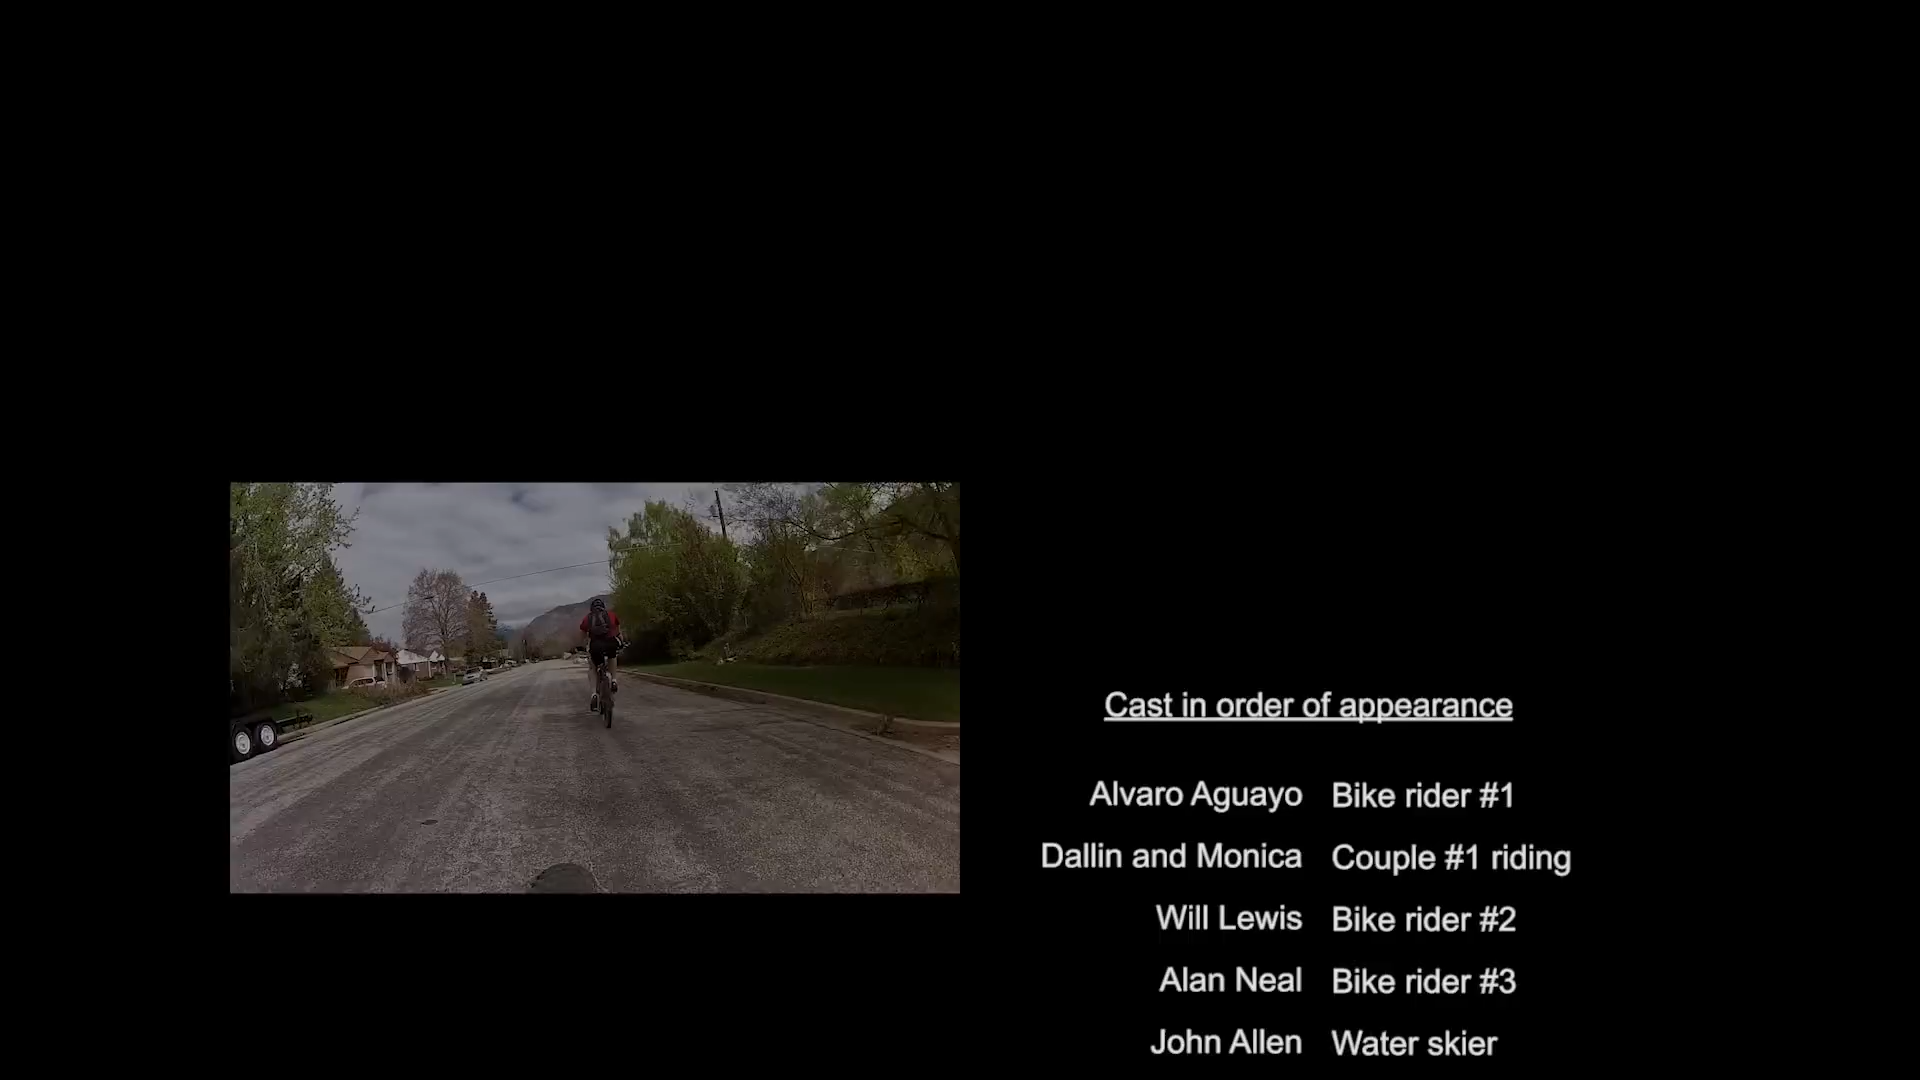 Cast in order of appearance
Alvaro Aguayo Bike rider #1
Dallin and Monica Couple #1 riding
Will Lewis Bike rider #2
Alan Neal Bike rider #3
John Allen Water skier